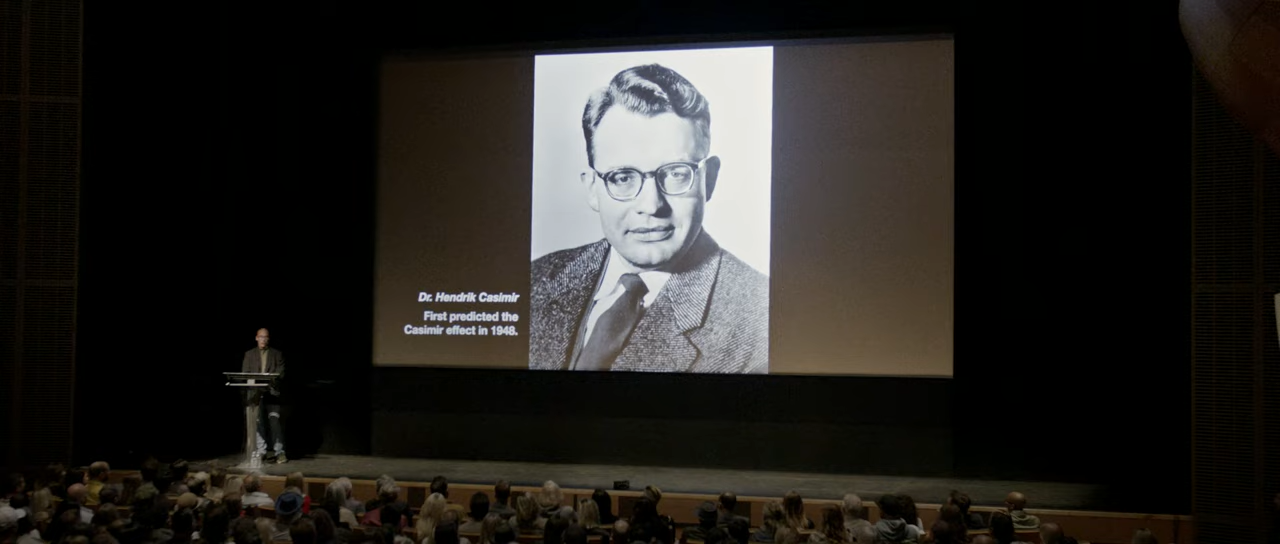 Dr. Hendrik Casimir
First predicted the
Casimir effect in 1948.